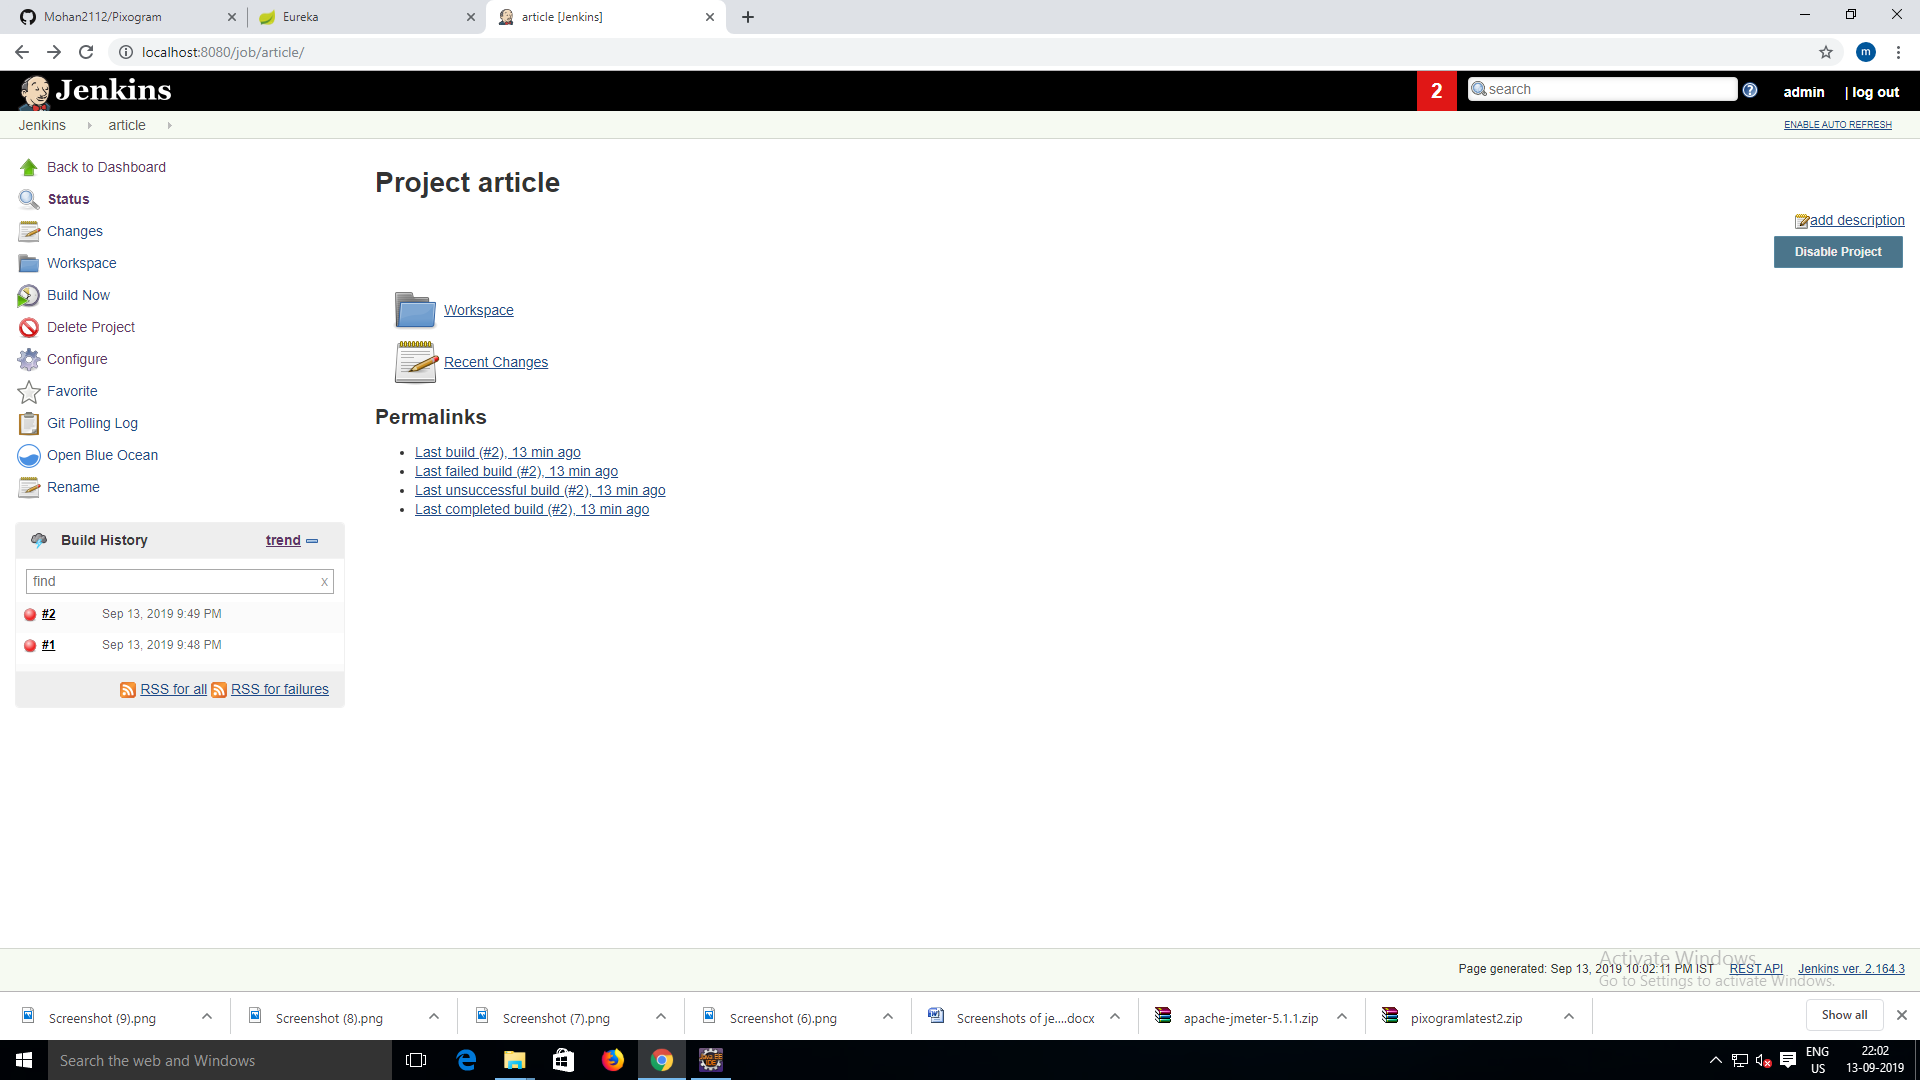 Mohan2112/Pixogram
Eureka
article [Jenkins]
localhost:8080/job/article/
m
Jenkins
2
search
admin
| log out
Jenkins
article
ENABLE AUTO REFRESH
Back to Dashboard
Status
Changes
Workspace
Build Now
Delete Project
Configure
Favorite
Git Polling Log
Open Blue Ocean
Rename
Project article
add description
Disable Project
Workspace
Recent Changes
Permalinks
Last build (#2), 13 min ago
Last failed build (#2), 13 min ago
Last unsuccessful build (#2), 13 min ago
Last completed build (#2), 13 min ago
Build History
trend
find
x
#2 Sep 13, 2019 9:49 PM
#1 Sep 13, 2019 9:48 PM
RSS for all RSS for failures
Activate Windows
Page generated: Sep 13, 2019 10:02:11 PM IST REST API Jenkins ver. 2.164.3
Go to Settings to activate Windows.
Screenshot (9).png
Screenshot (8).png
Screenshot (7).png
Screenshot (6).png
Screenshots of je....docx
apache-jmeter-5.1.1.zip
pixogramlatest2.zip
Show all
Search the web and Windows
ENG
US
22:02
13-09-2019